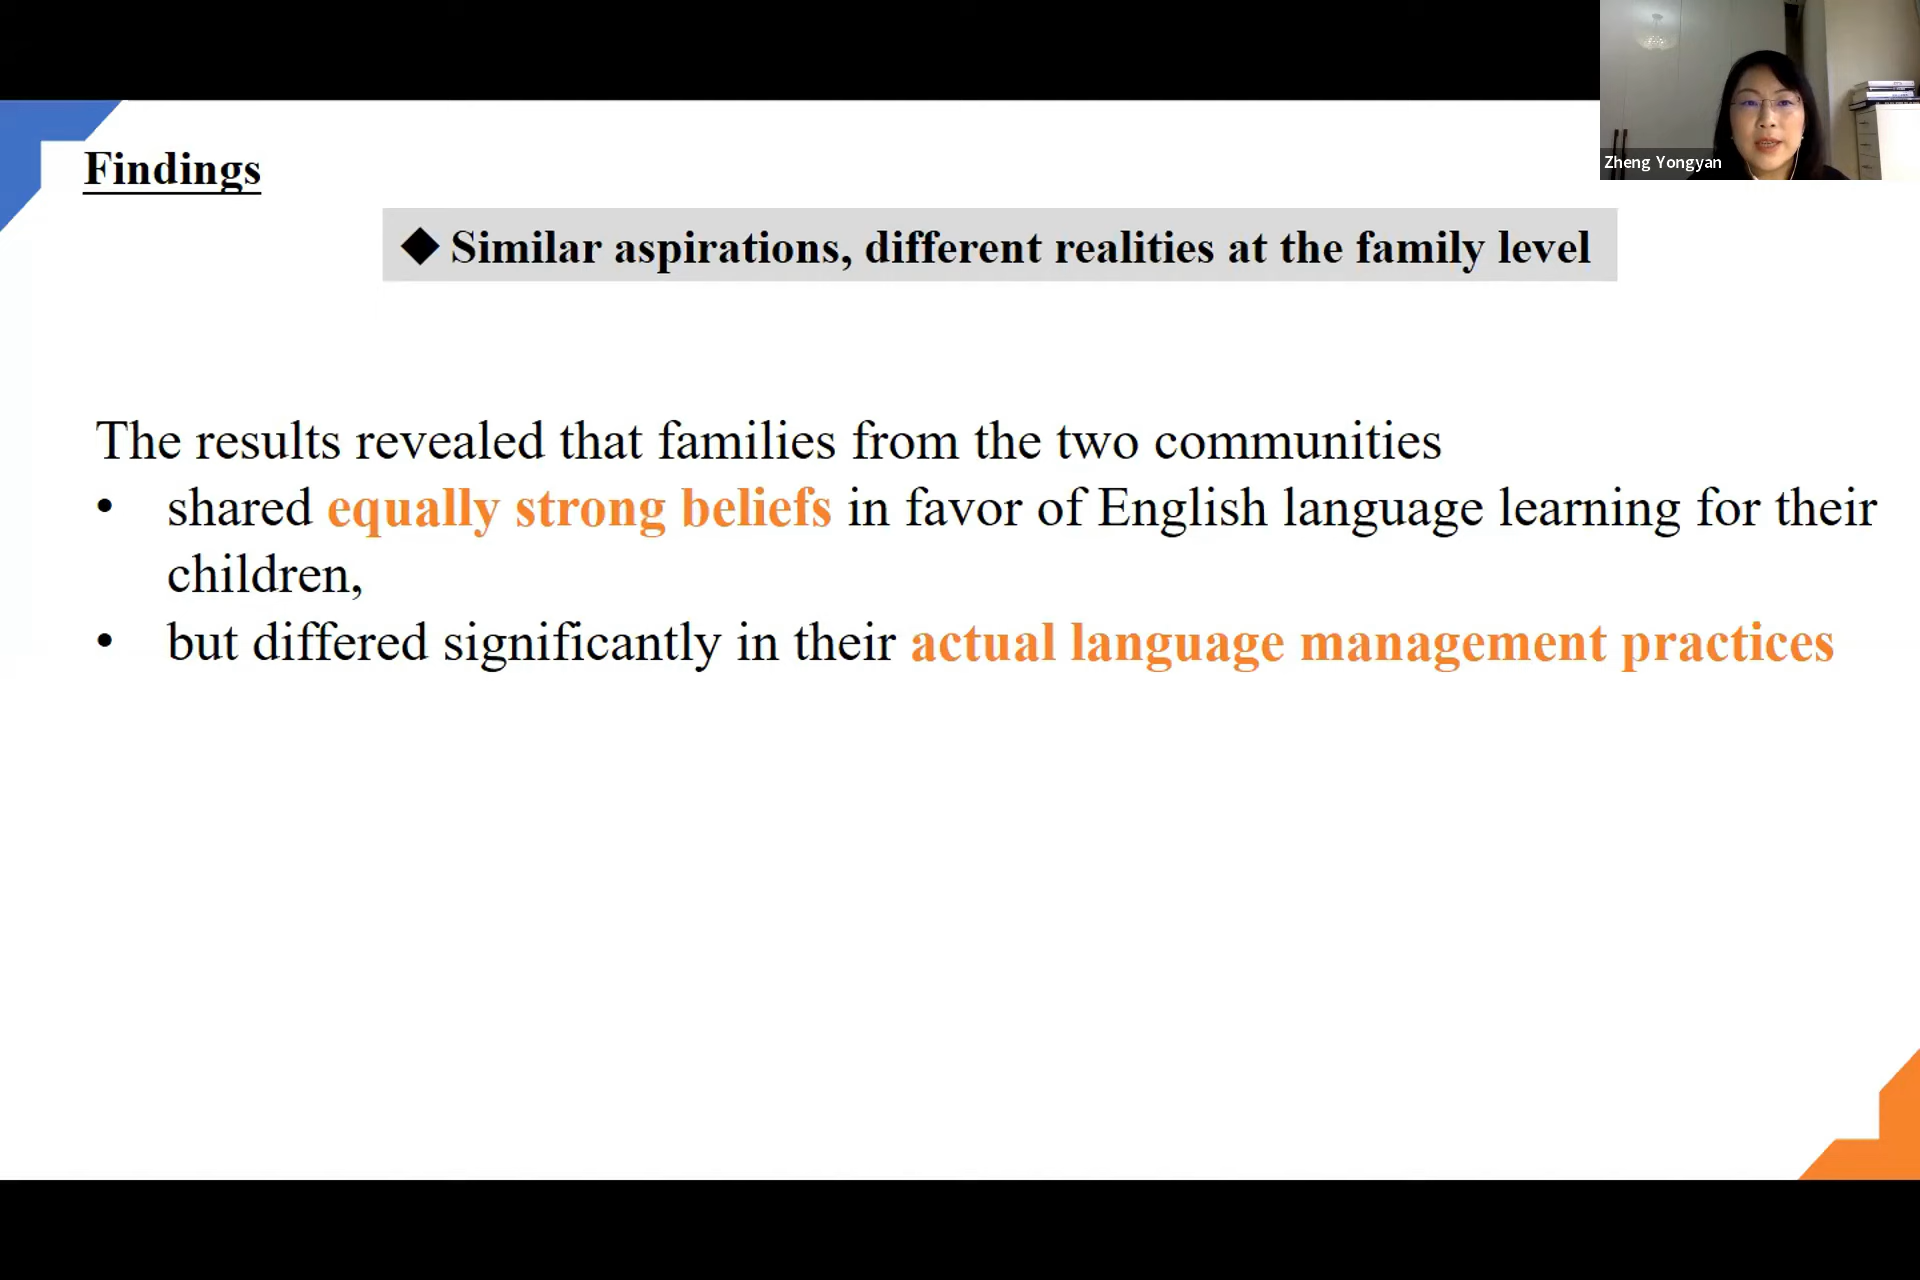 Zheng Yongyan
Findings
◆ Similar aspirations, different realities at the family level
The results revealed that families from the two communities
• shared equally strong beliefs in favor of English language learning for their
children,
• but differed significantly in their actual language management practices